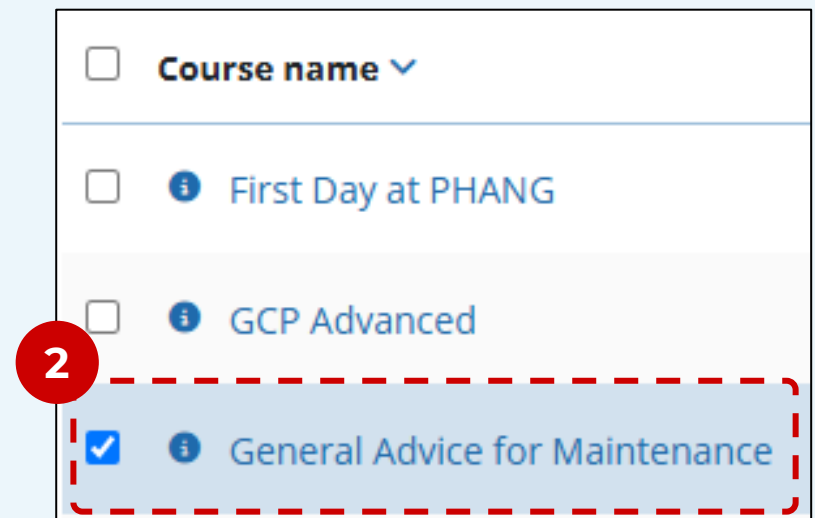 Course name
First Day at PHANG
GCP Advanced
2
General Advice for Maintenance